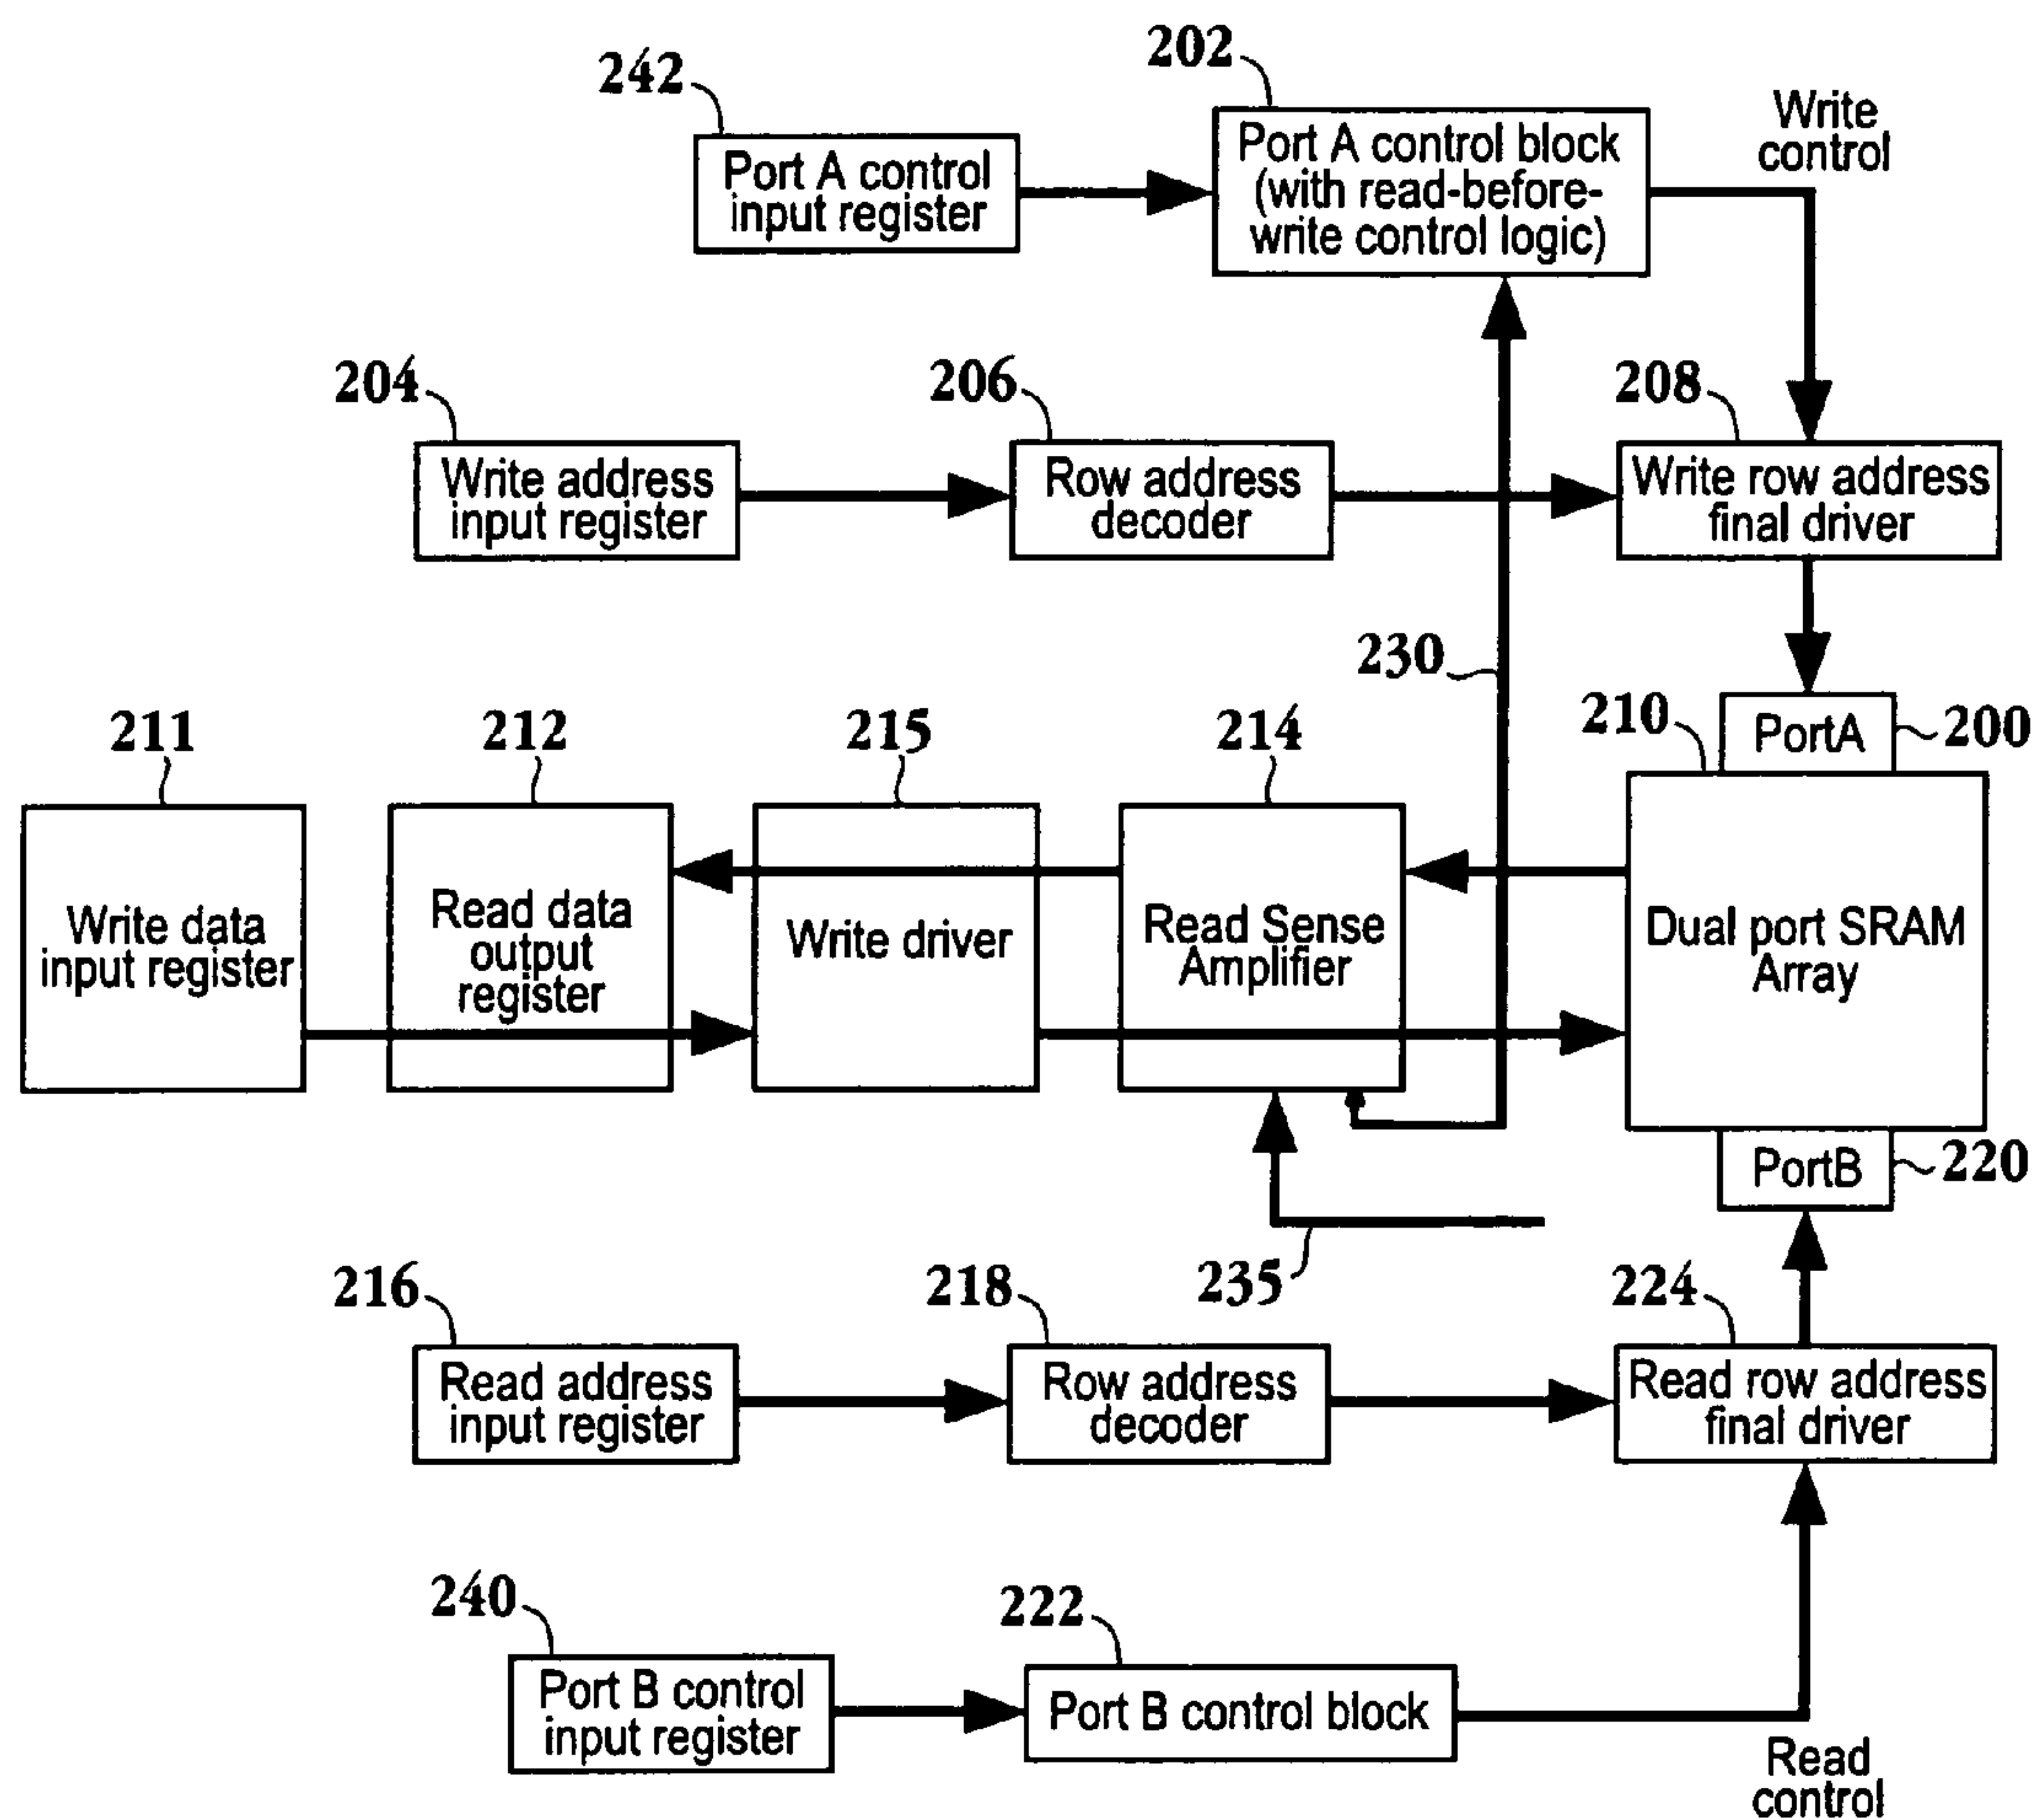 202
242
Port A control
input register
Port A control block
(with read-before-
write control logic)
Write
control
204
206
208
Write address
input register
Row address
decoder
Write row address
final driver
230
210
PortA
200
211
212
215
214
Write data
input register
Read data
output
register
Write driver
Read Sense
Amplifier
Dual port SRAM
Array
PortB
220
235
216
218
224
Read address
input register
Row address
decoder
Read row address
final driver
240
222
Port B control
input register
Port B control block
Read
control